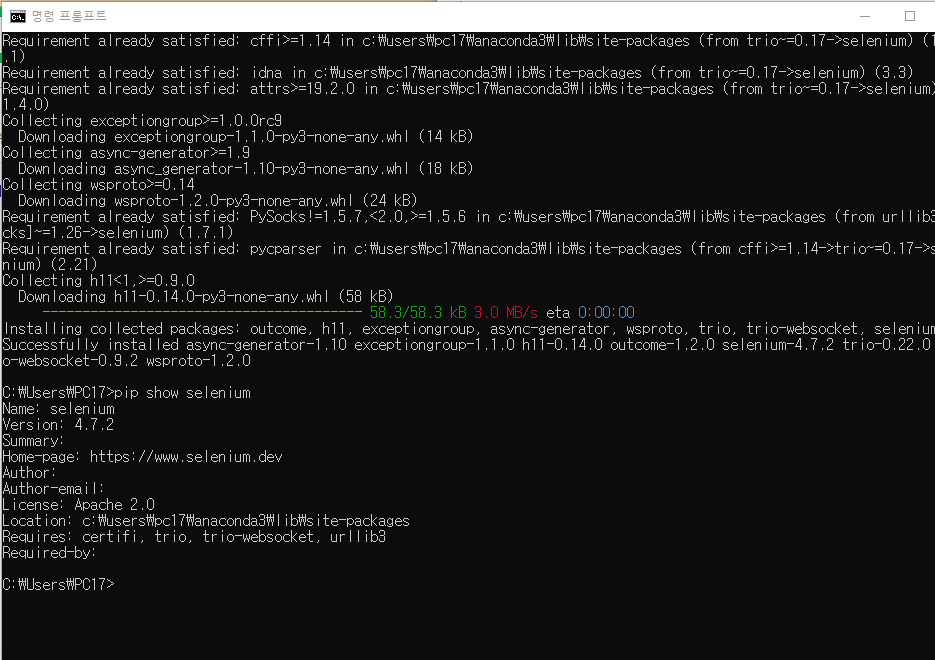 명령 프롬프트
Requirement already satisfied: cffi>=1.14 in c:₩users₩pc17₩anaconda3₩lib₩site-packages (from trio~=0.17->selenium) (1
.1)
Requirement already satisfied: idna in c:₩users₩pc17₩anaconda3₩lib₩site-packages (from trio~=0.17->selenium) (3.3)
Requirement already satisfied: attrs>=19.2.0 in c:₩users₩pc17₩anaconda3₩lib₩site-packages (from trio~=0.17->selenium)
1.4.0)
Collecting exceptiongroup>=1.0.0rc9
  Downloading exceptiongroup-1.1.0-py3-none-any.whl (14 kB)
Collecting async-generator>=1.9
  Downloading async_generator-1.10-py3-none-any.whl (18 kB)
Collecting wsproto>=0.14
  Downloading wsproto-1.2.0-py3-none-any.whl (24 kB)
Requirement already satisfied: PySocks!=1.5.7,<2.0,>=1.5.6 in c:₩users₩pc17₩anaconda3₩lib₩site-packages (from urllib3
cks]~=1.26->selenium) (1.7.1)
Requirement already satisfied: pycparser in c:₩users₩pc17₩anaconda3₩lib₩site-packages (from cffi>=1.14->trio~=0.17->s
nium) (2.21)
Collecting h11<1,>=0.9.0
  Downloading h11-0.14.0-py3-none-any.whl (58 kB)
     ---------------------------------------- 58.3/58.3 kB 3.0 MB/s eta 0:00:00
Installing collected packages: outcome, h11, exceptiongroup, async-generator, wsproto, trio, trio-websocket, selenium
Successfully installed async-generator-1.10 exceptiongroup-1.1.0 h11-0.14.0 outcome-1.2.0 selenium-4.7.2 trio-0.22.0
o-websocket-0.9.2 wsproto-1.2.0
C:₩Users₩PC17>pip show selenium
Name: selenium
Version: 4.7.2
Summary:
Home-page: https://www.selenium.dev
Author:
Author-email:
License: Apache 2.0
Location: c:₩users₩pc17₩anaconda3₩lib₩site-packages
Requires: certifi, trio, trio-websocket, urllib3
Required-by:
C:₩Users₩PC17>